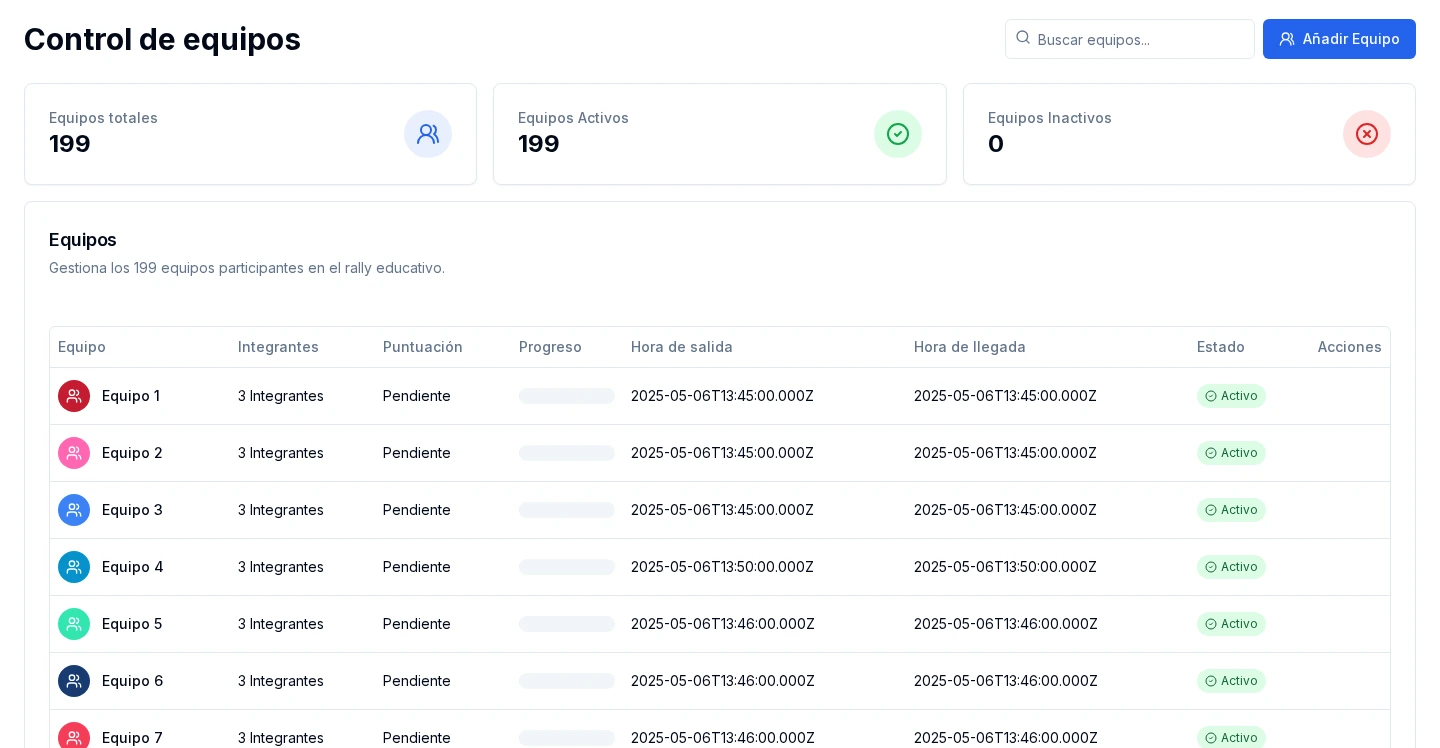 Control de equipos
Buscar equipos...
Añadir Equipo
Equipos totales
199
Equipos Activos
199
Equipos Inactivos
0
Equipos
Gestiona los 199 equipos participantes en el rally educativo.
Equipo Integrantes Puntuación Progreso Hora de salida Hora de llegada Estado Acciones
Equipo 1 3 Integrantes Pendiente 2025-05-06T13:45:00.000Z 2025-05-06T13:45:00.000Z Activo
Equipo 2 3 Integrantes Pendiente 2025-05-06T13:45:00.000Z 2025-05-06T13:45:00.000Z Activo
Equipo 3 3 Integrantes Pendiente 2025-05-06T13:45:00.000Z 2025-05-06T13:45:00.000Z Activo
Equipo 4 3 Integrantes Pendiente 2025-05-06T13:50:00.000Z 2025-05-06T13:50:00.000Z Activo
Equipo 5 3 Integrantes Pendiente 2025-05-06T13:46:00.000Z 2025-05-06T13:46:00.000Z Activo
Equipo 6 3 Integrantes Pendiente 2025-05-06T13:46:00.000Z 2025-05-06T13:46:00.000Z Activo
Equipo 7 3 Integrantes Pendiente 2025-05-06T13:46:00.000Z 2025-05-06T13:46:00.000Z Activo